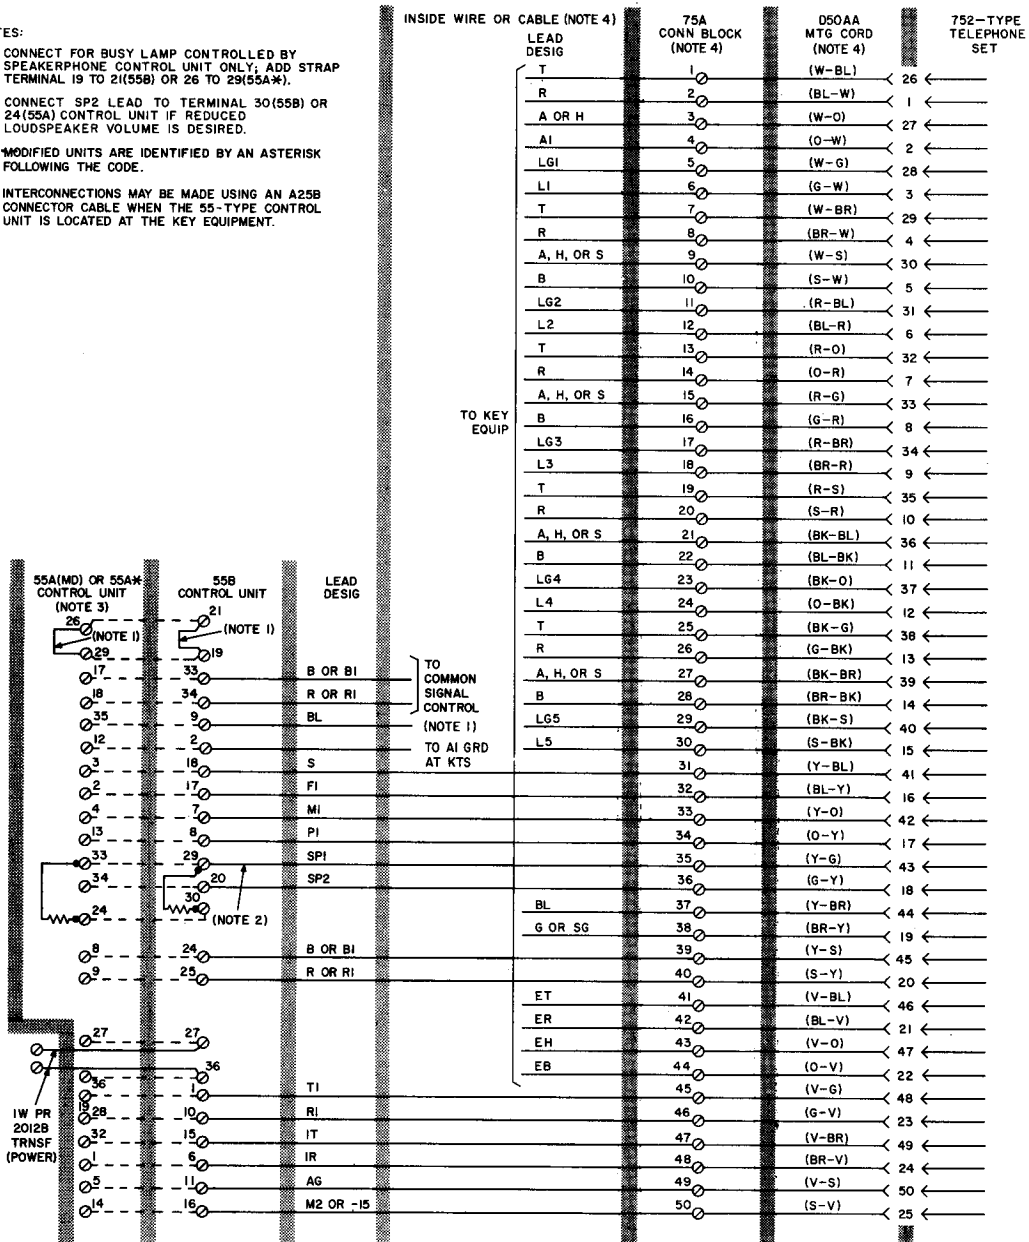 TES:
CONNECT FOR BUSY LAMP CONTROLLED BY
SPEAKERPHONE CONTROL UNIT ONLY; ADD STRAP
TERMINAL 19 TO 21(55B) OR 26 TO 29(55A*).
CONNECT SP2 LEAD TO TERMINAL 30(55B) OR
24(55A) CONTROL UNIT IF REDUCED
LOUDSPEAKER VOLUME IS DESIRED.
*MODIFIED UNITS ARE IDENTIFIED BY AN ASTERISK
FOLLOWING THE CODE.
INTERCONNECTIONS MAY BE MADE USING AN A25B
CONNECTOR CABLE WHEN THE 55-TYPE CONTROL
UNIT IS LOCATED AT THE KEY EQUIPMENT.
INSIDE WIRE OR CABLE (NOTE 4)
LEAD
DESIG
75A
CONN BLOCK
(NOTE 4)
D50AA
MTG CORD
(NOTE 4)
752-TYPE
TELEPHONE
SET
T 1 (W-BL) 26
R 2 (BL-W) 1
A OR H 3 (W-O) 27
A1 4 (O-W) 2
LG1 5 (W-G) 28
L1 6 (G-W) 3
T 7 (W-BR) 29
R 8 (BR-W) 4
A, H, OR S 9 (W-S) 30
B 10 (S-W) 5
LG2 11 (R-BL) 31
L2 12 (BL-R) 6
T 13 (R-O) 32
R 14 (O-R) 7
A, H, OR S 15 (R-G) 33
TO KEY
EQUIP
B 16 (G-R) 8
LG3 17 (R-BR) 34
L3 18 (BR-R) 9
T 19 (R-S) 35
R 20 (S-R) 10
A, H, OR S 21 (BK-BL) 36
B 22 (BL-BK) 11
LG4 23 (BK-O) 37
L4 24 (O-BK) 12
T 25 (BK-G) 38
R 26 (G-BK) 13
A, H, OR S 27 (BK-BR) 39
B 28 (BR-BK) 14
LG5 29 (BK-S) 40
L5 30 (S-BK) 15
31 (Y-BL) 41
32 (BL-Y) 16
33 (Y-O) 42
34 (O-Y) 17
35 (Y-G) 43
36 (G-Y) 18
BL 37 (Y-BR) 44
G OR SG 38 (BR-Y) 19
39 (Y-S) 45
40 (S-Y) 20
ET 41 (V-BL) 46
ER 42 (BL-V) 21
EH 43 (V-O) 47
EB 44 (O-V) 22
45 (V-G) 48
46 (G-V) 23
47 (V-BR) 49
48 (BR-V) 24
49 (V-S) 50
50 (S-V) 25
55A(MD) OR 55A*
CONTROL UNIT
(NOTE 3)
55B
CONTROL UNIT
LEAD
DESIG
26 21
(NOTE 1) (NOTE 1)
29 19
17 33 B OR B1
18 34 R OR R1
TO
COMMON
SIGNAL
CONTROL
35 9 BL (NOTE 1)
12 2 TO A1 GRD
AT KTS
3 18 S
2 17 F1
4 7 M1
13 8 P1
33 29 SP1
34 20 SP2
24 30 (NOTE 2)
8 24 B OR B1
9 25 R OR R1
27 27
36
36 1 T1
19
28 10 R1
32 15 IT
1 6 IR
5 11 AG
14 16 M2 OR -15
1W PR
2012B
TRNSF
(POWER)